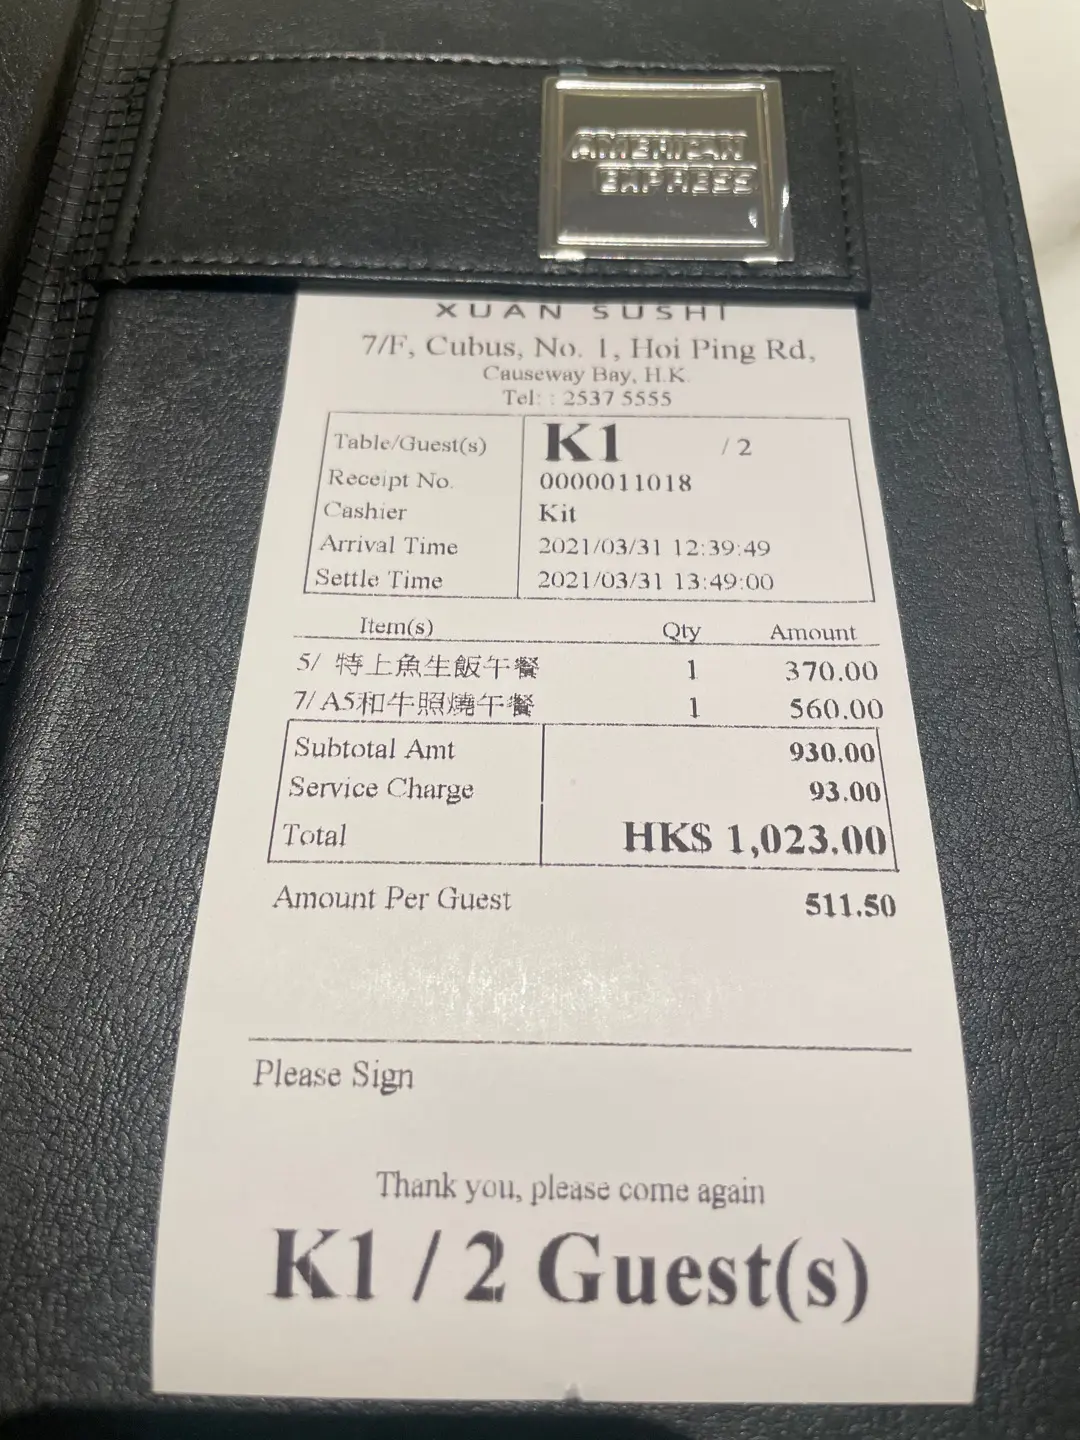 AMERICAN
EXPRESS
XUAN SUSHI
7/F, Cubus, No. 1, Hoi Ping Rd,
Causeway Bay, H.K.
Tel: : 2537 5555
Table/Guest(s) K1 / 2
Receipt No. 0000011018
Cashier Kit
Arrival Time 2021/03/31 12:39:49
Settle Time 2021/03/31 13:49:00
Item(s) Qty Amount
5/ 特上魚生飯午餐 1 370.00
7/ A5和牛照燒午餐 1 560.00
Subtotal Amt 930.00
Service Charge 93.00
Total HK$ 1,023.00
Amount Per Guest 511.50
Please Sign
Thank you, please come again
K1 / 2 Guest(s)